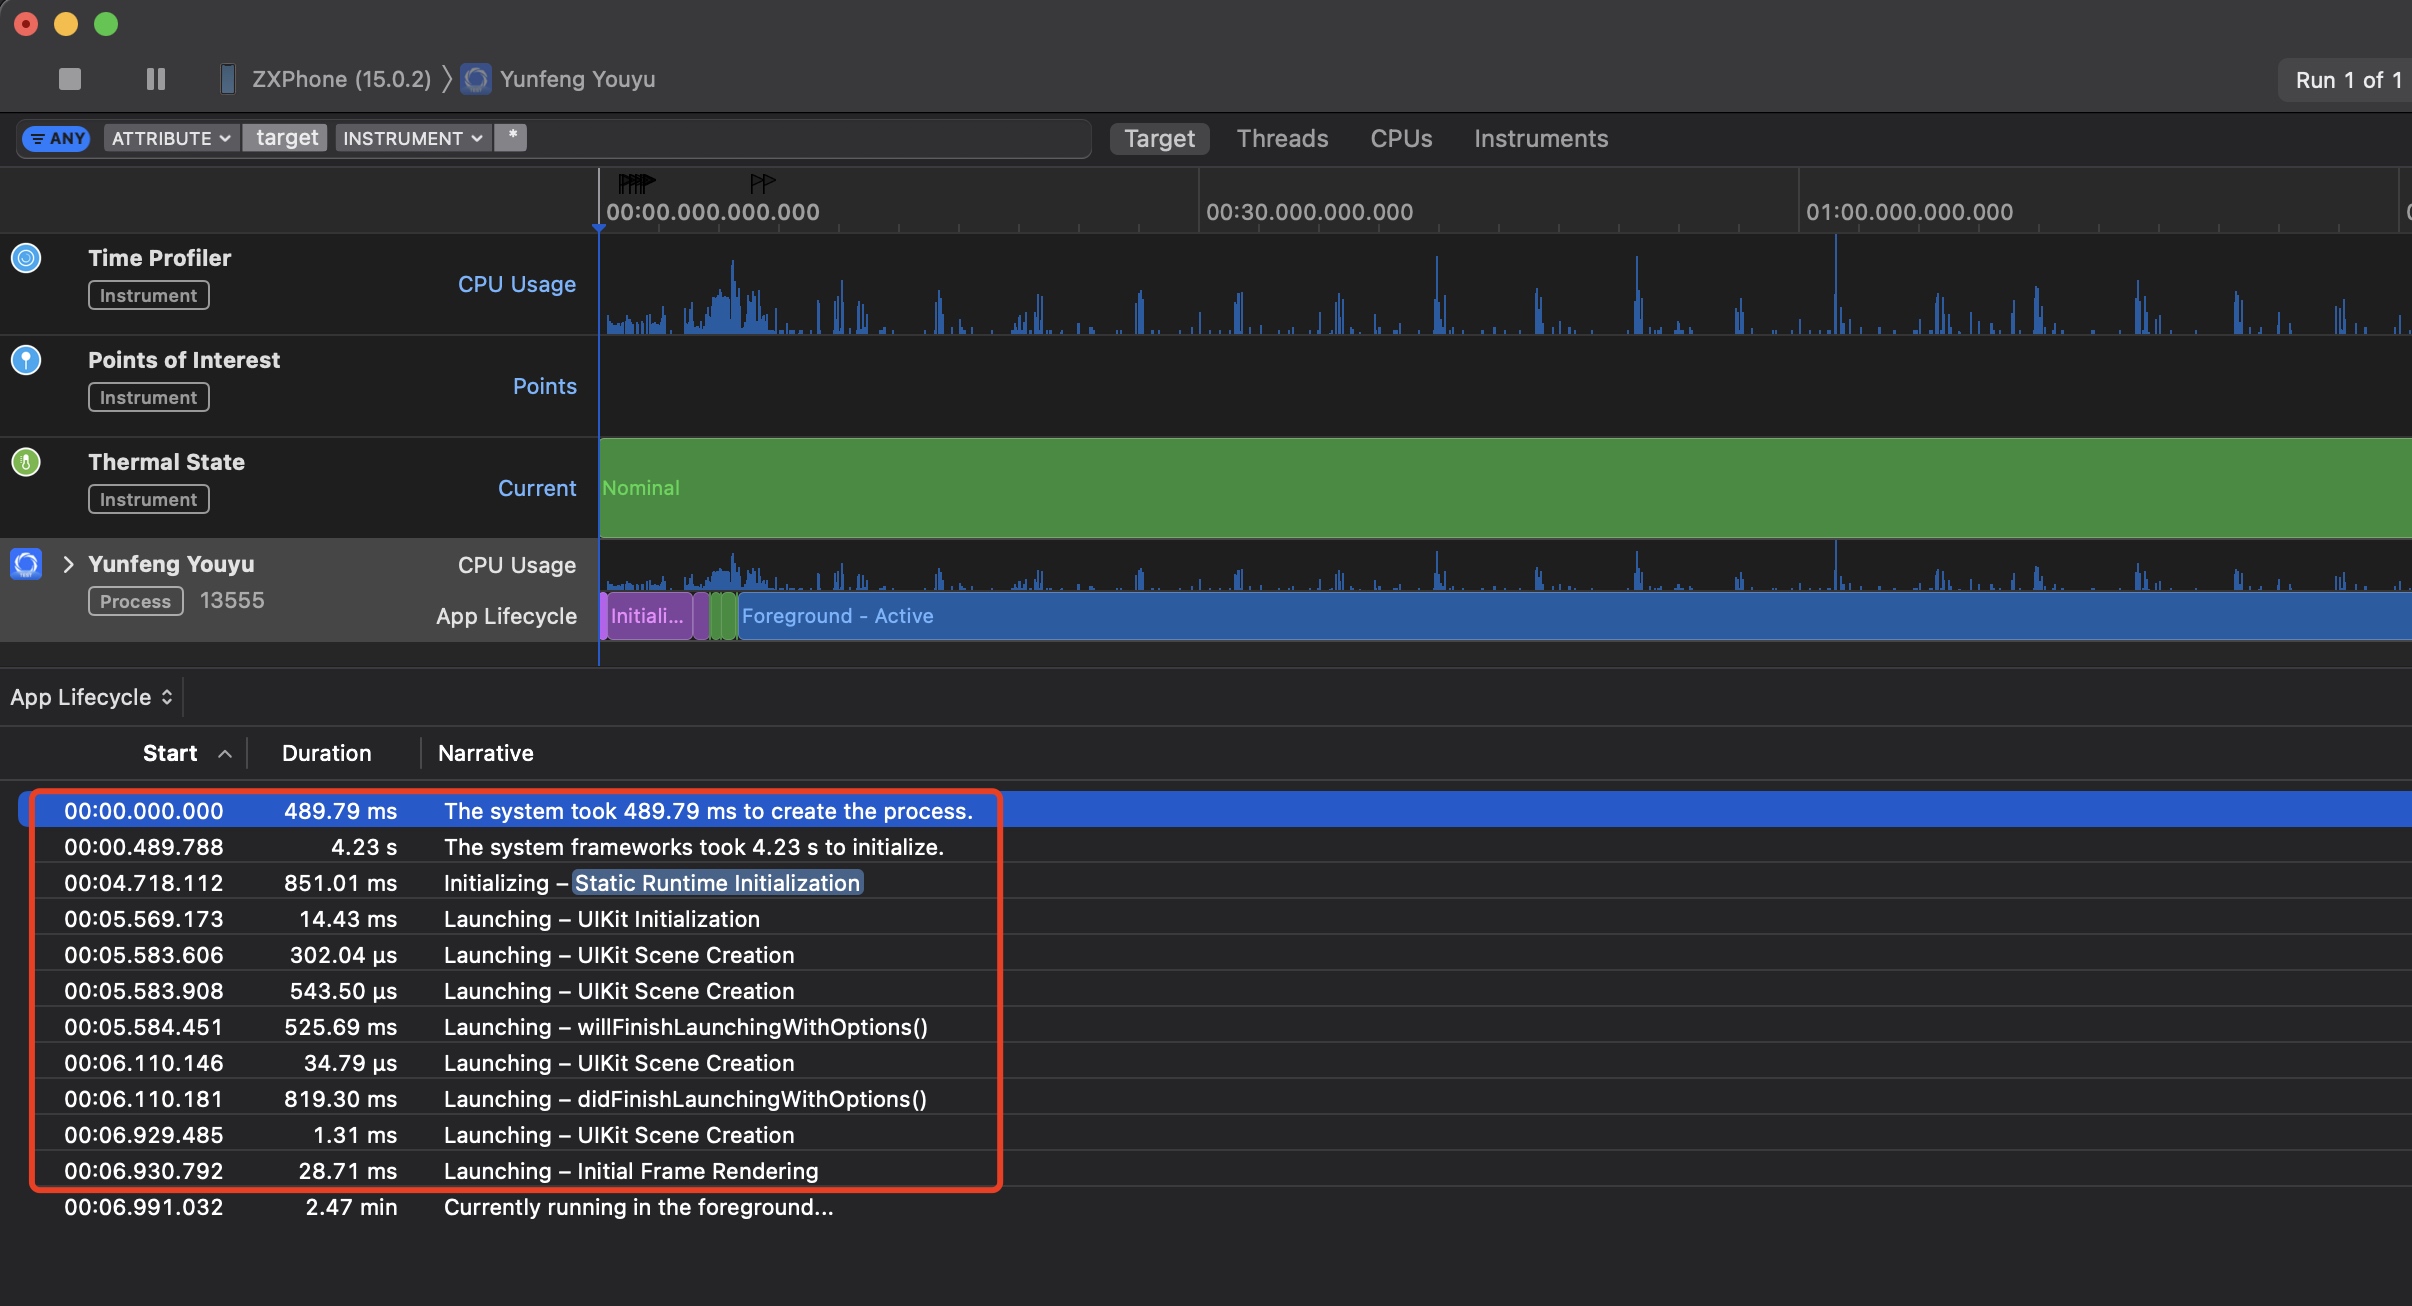 ZXPhone (15.0.2) 〉 Yunfeng Youyu
Run 1 of 1
ANY ATTRIBUTE target INSTRUMENT *
Target Threads CPUs Instruments
00:00.000.000.000 00:30.000.000.000 01:00.000.000.000
Time Profiler
Instrument
CPU Usage
Points of Interest
Instrument
Points
Thermal State
Instrument
Current
Nominal
Yunfeng Youyu
Process 13555
CPU Usage
App Lifecycle
Initiali...
Foreground - Active
App Lifecycle
Start Duration Narrative
00:00.000.000 489.79 ms The system took 489.79 ms to create the process.
00:00.489.788 4.23 s The system frameworks took 4.23 s to initialize.
00:04.718.112 851.01 ms Initializing – Static Runtime Initialization
00:05.569.173 14.43 ms Launching – UIKit Initialization
00:05.583.606 302.04 µs Launching – UIKit Scene Creation
00:05.583.908 543.50 µs Launching – UIKit Scene Creation
00:05.584.451 525.69 ms Launching – willFinishLaunchingWithOptions()
00:06.110.146 34.79 µs Launching – UIKit Scene Creation
00:06.110.181 819.30 ms Launching – didFinishLaunchingWithOptions()
00:06.929.485 1.31 ms Launching – UIKit Scene Creation
00:06.930.792 28.71 ms Launching – Initial Frame Rendering
00:06.991.032 2.47 min Currently running in the foreground...